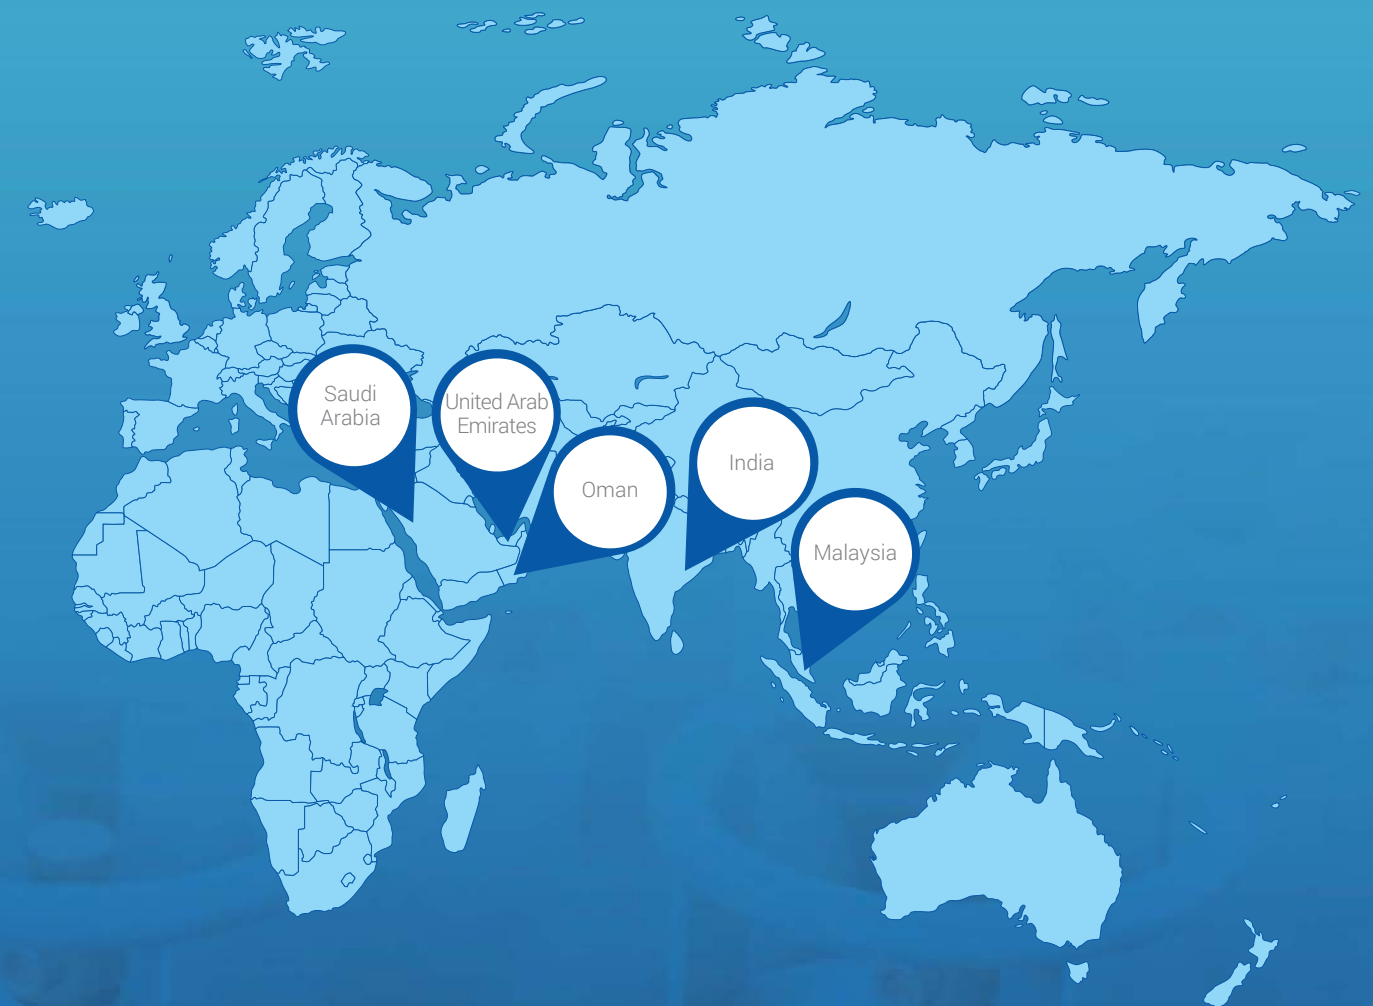 Saudi
Arabia
United Arab
Emirates
Oman
India
Malaysia